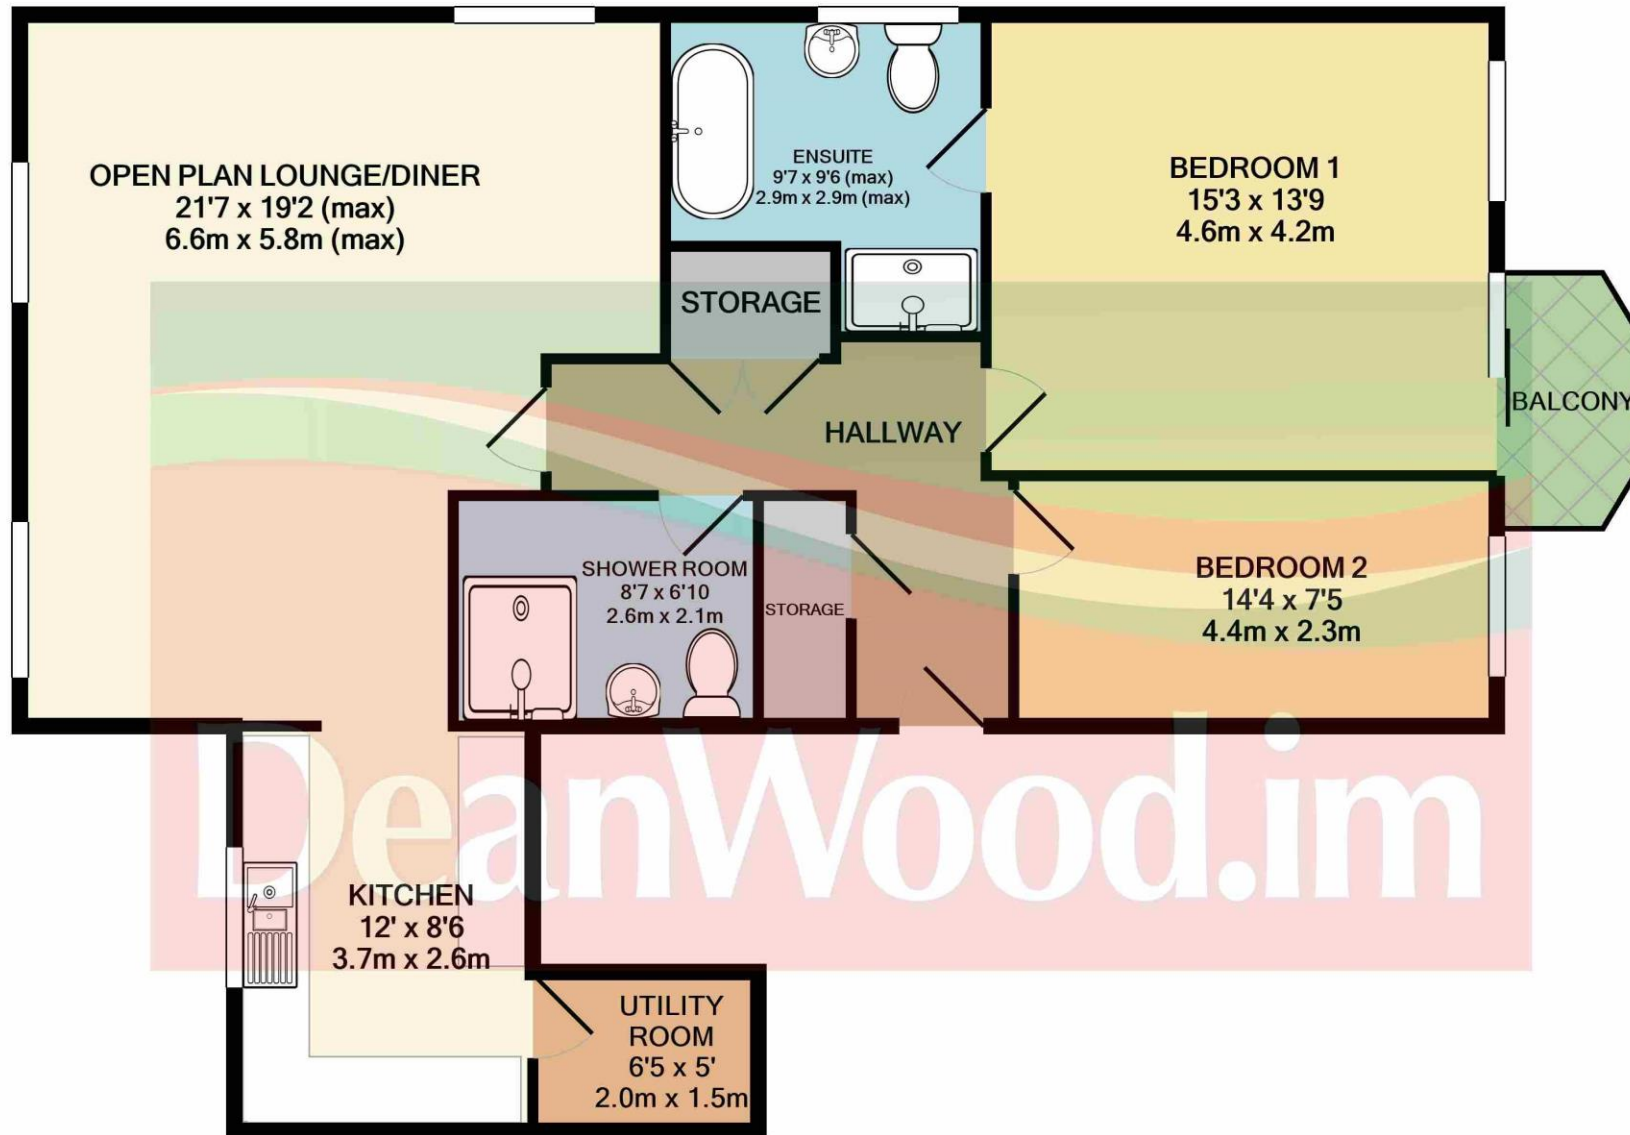 OPEN PLAN LOUNGE/DINER
21'7 x 19'2 (max)
6.6m x 5.8m (max)
ENSUITE
9'7 x 9'6 (max)
2.9m x 2.9m (max)
BEDROOM 1
15'3 x 13'9
4.6m x 4.2m
STORAGE
HALLWAY
BALCONY
SHOWER ROOM
8'7 x 6'10
2.6m x 2.1m
STORAGE
BEDROOM 2
14'4 x 7'5
4.4m x 2.3m
DeanWood.im
KITCHEN
12' x 8'6
3.7m x 2.6m
UTILITY
ROOM
6'5 x 5'
2.0m x 1.5m